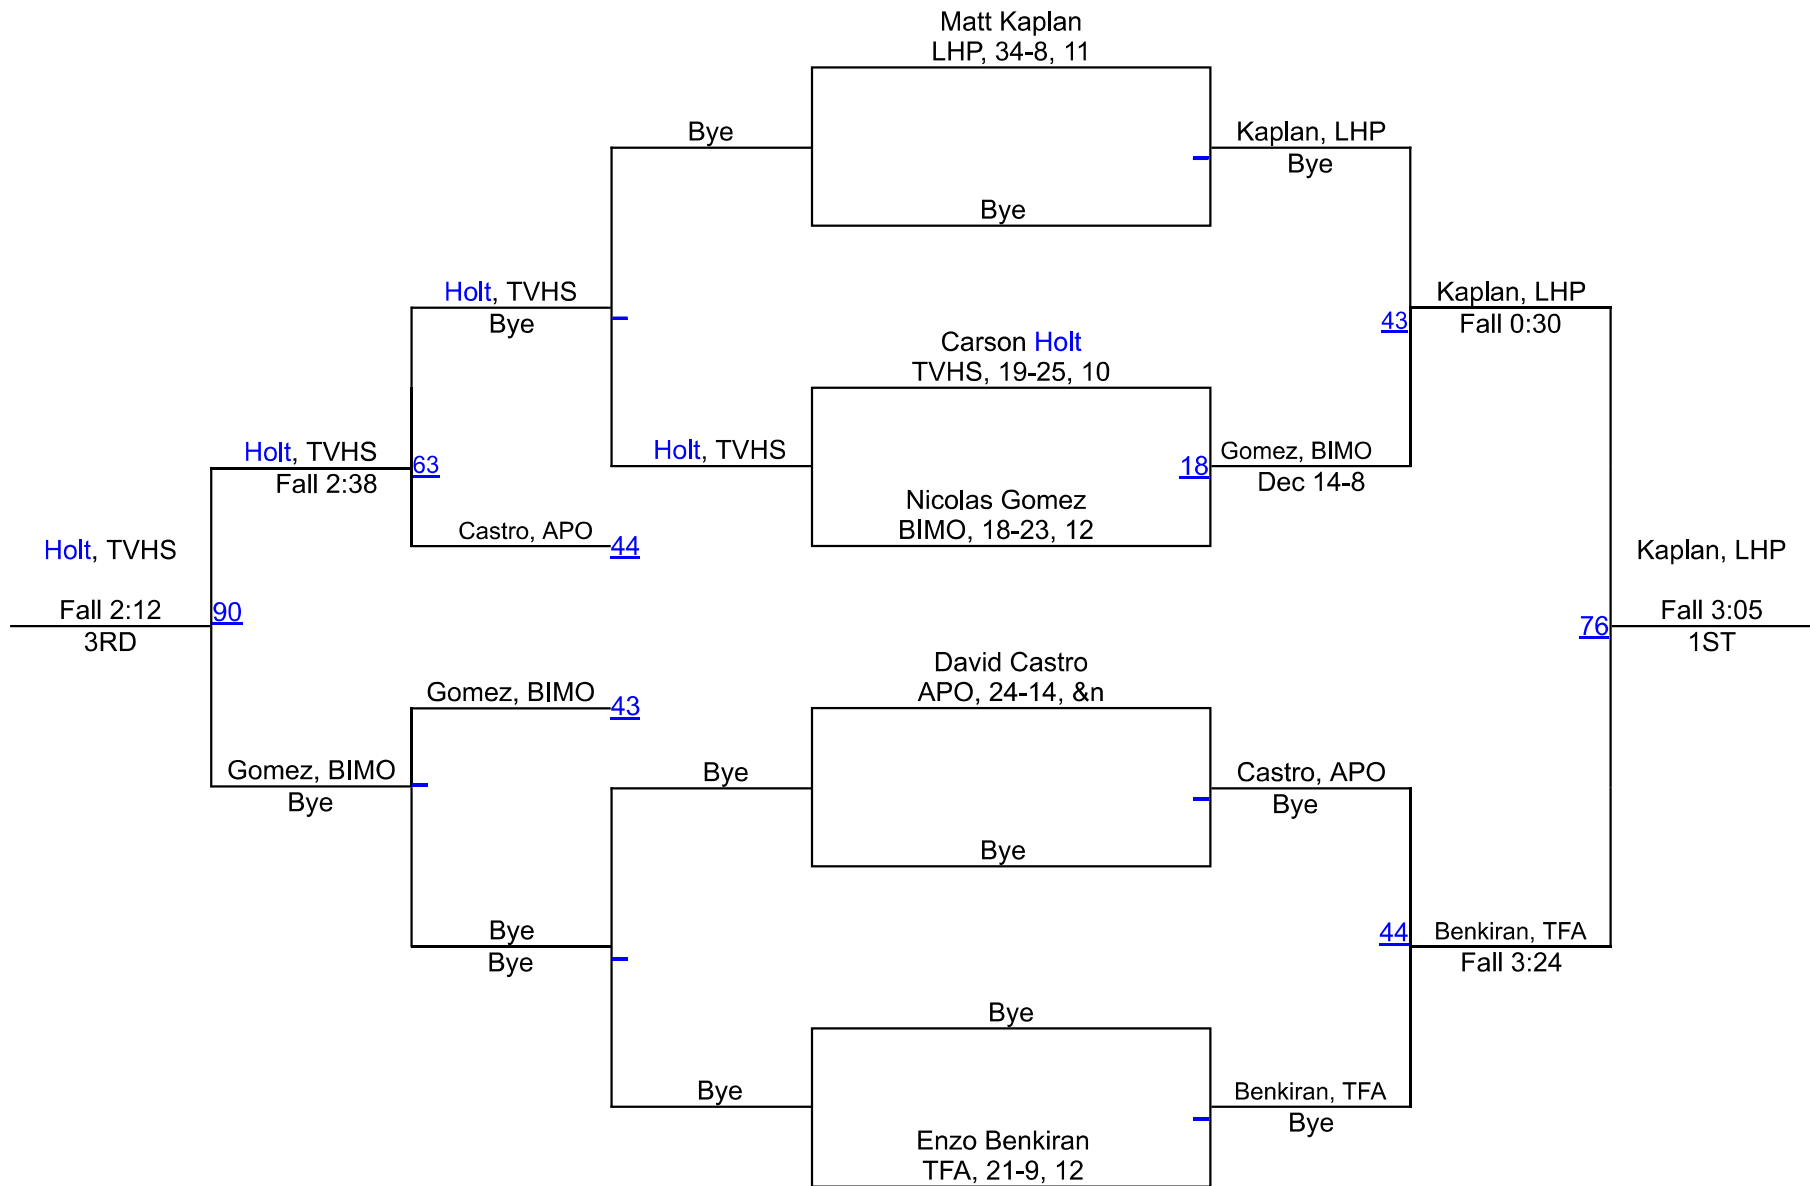 Matt Kaplan
LHP, 34-8, 11
Bye
Kaplan, LHP
Bye
Bye
Holt, TVHS
Bye
Kaplan, LHP
43
Fall 0:30
Carson Holt
TVHS, 19-25, 10
Holt, TVHS
63
Fall 2:38
Holt, TVHS
18
Gomez, BIMO
Dec 14-8
Nicolas Gomez
BIMO, 18-23, 12
Castro, APO
44
Holt, TVHS
Fall 2:12
90
3RD
Kaplan, LHP
76
Fall 3:05
1ST
David Castro
APO, 24-14, &n
Gomez, BIMO
43
Gomez, BIMO
Bye
Bye
Castro, APO
Bye
Bye
Bye
Bye
44
Benkiran, TFA
Fall 3:24
Bye
Bye
Benkiran, TFA
Bye
Enzo Benkiran
TFA, 21-9, 12